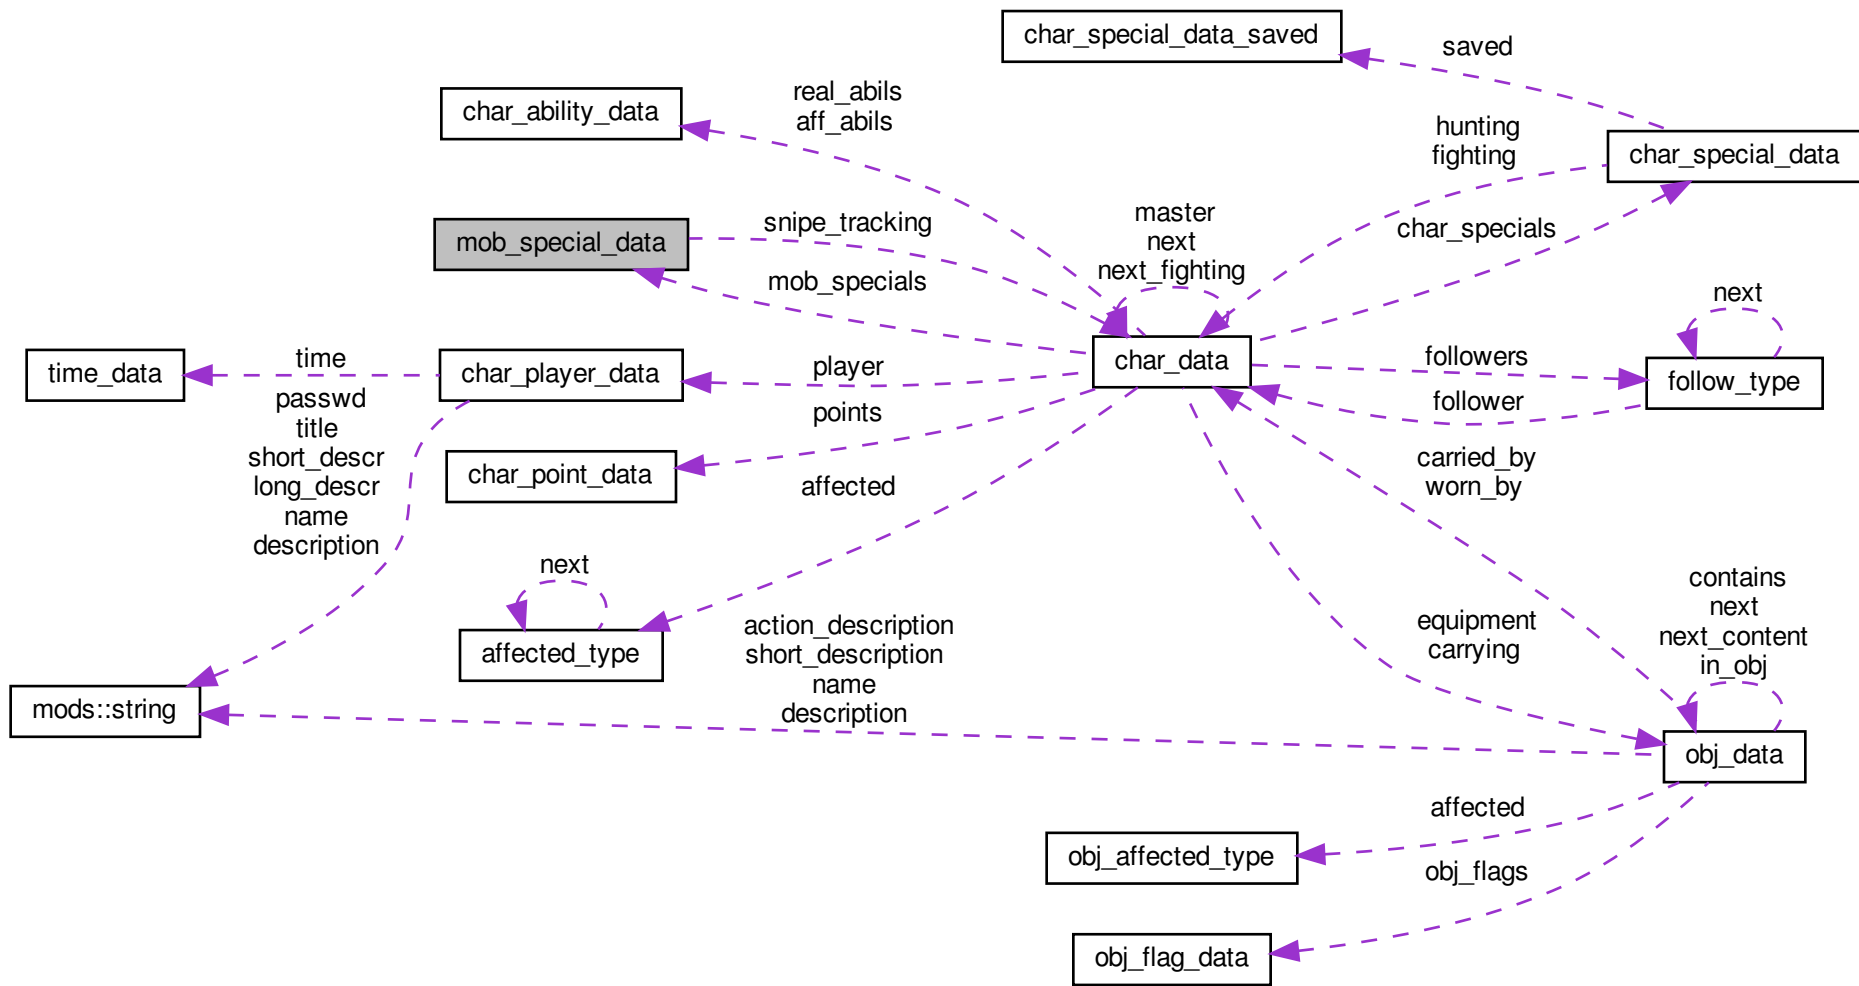 char_special_data_saved
saved
real_abils
aff_abils
char_ability_data
hunting
fighting
char_special_data
master
next
next_fighting
snipe_tracking
mob_special_data
char_specials
mob_specials
next
time
time_data
char_player_data
player
char_data
followers
follow_type
passwd
title
short_descr
long_descr
name
description
points
follower
char_point_data
affected
carried_by
worn_by
next
contains
next
next_content
in_obj
affected_type
action_description
short_description
name
description
equipment
carrying
mods::string
obj_data
affected
obj_affected_type
obj_flags
obj_flag_data